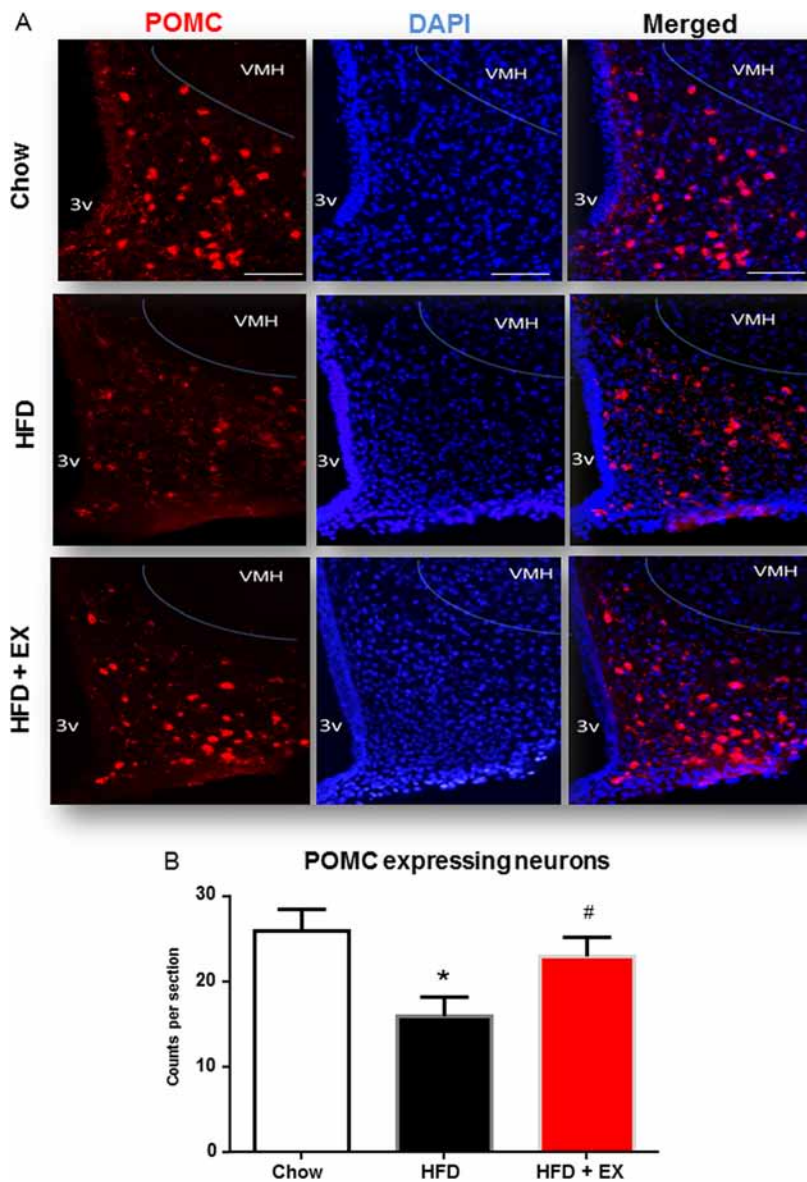 A
POMC DAPI Merged
Chow
VMH VMH VMH
3v 3v 3v
HFD
VMH VMH VMH
3v 3v 3v
HFD + EX
VMH VMH VMH
3v 3v 3v
B POMC expressing neurons
Counts per section
30
20
10
0
* #
Chow HFD HFD + EX